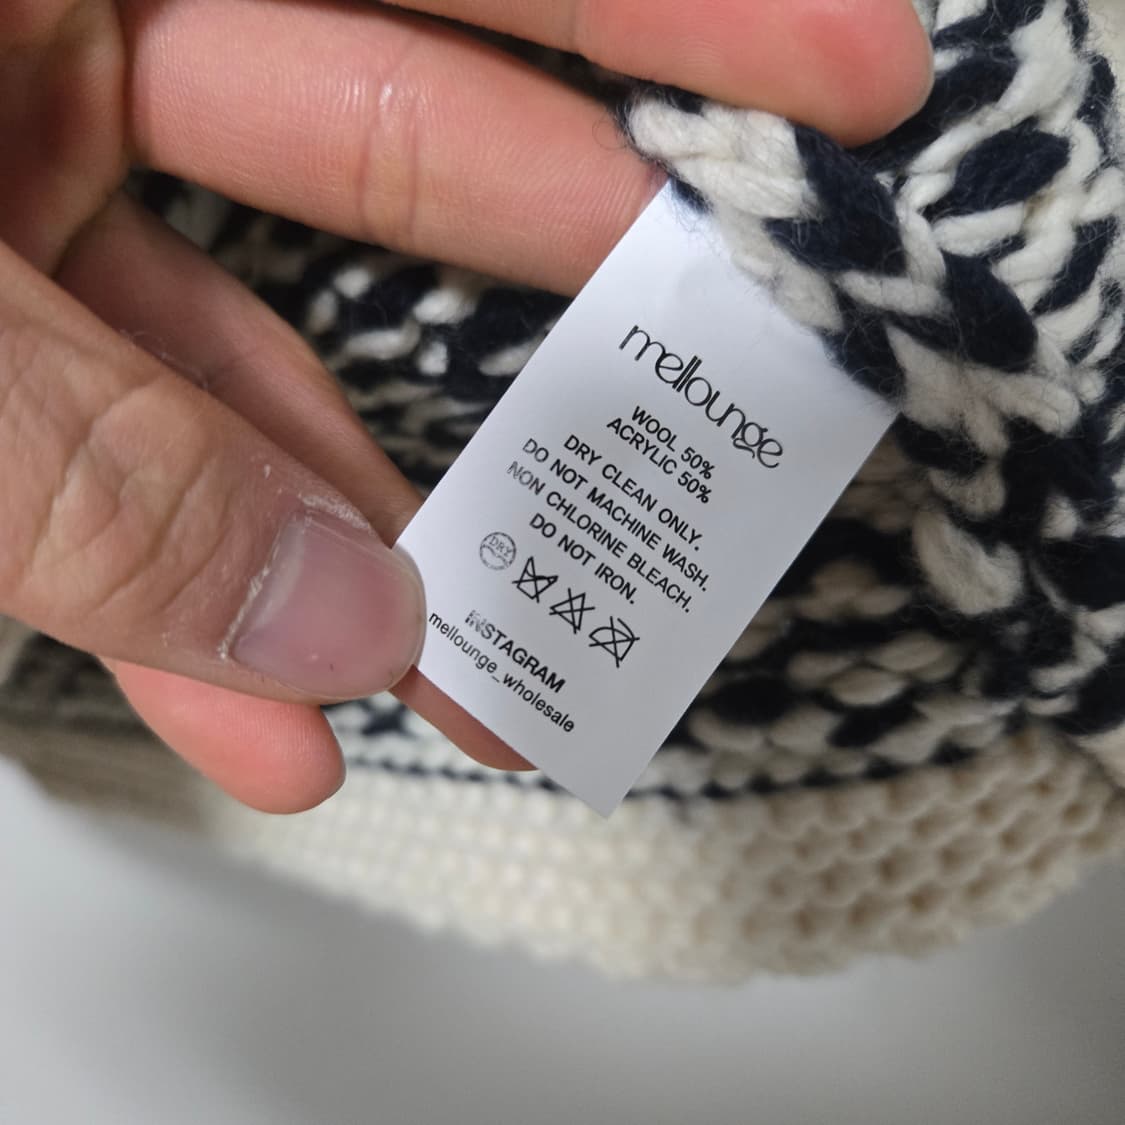 mellounge
WOOL 50%
ACRYLIC 50%
DRY CLEAN ONLY.
DO NOT MACHINE WASH.
NON CHLORINE BLEACH.
DO NOT IRON.
DRY
INSTAGRAM
mellounge_wholesale